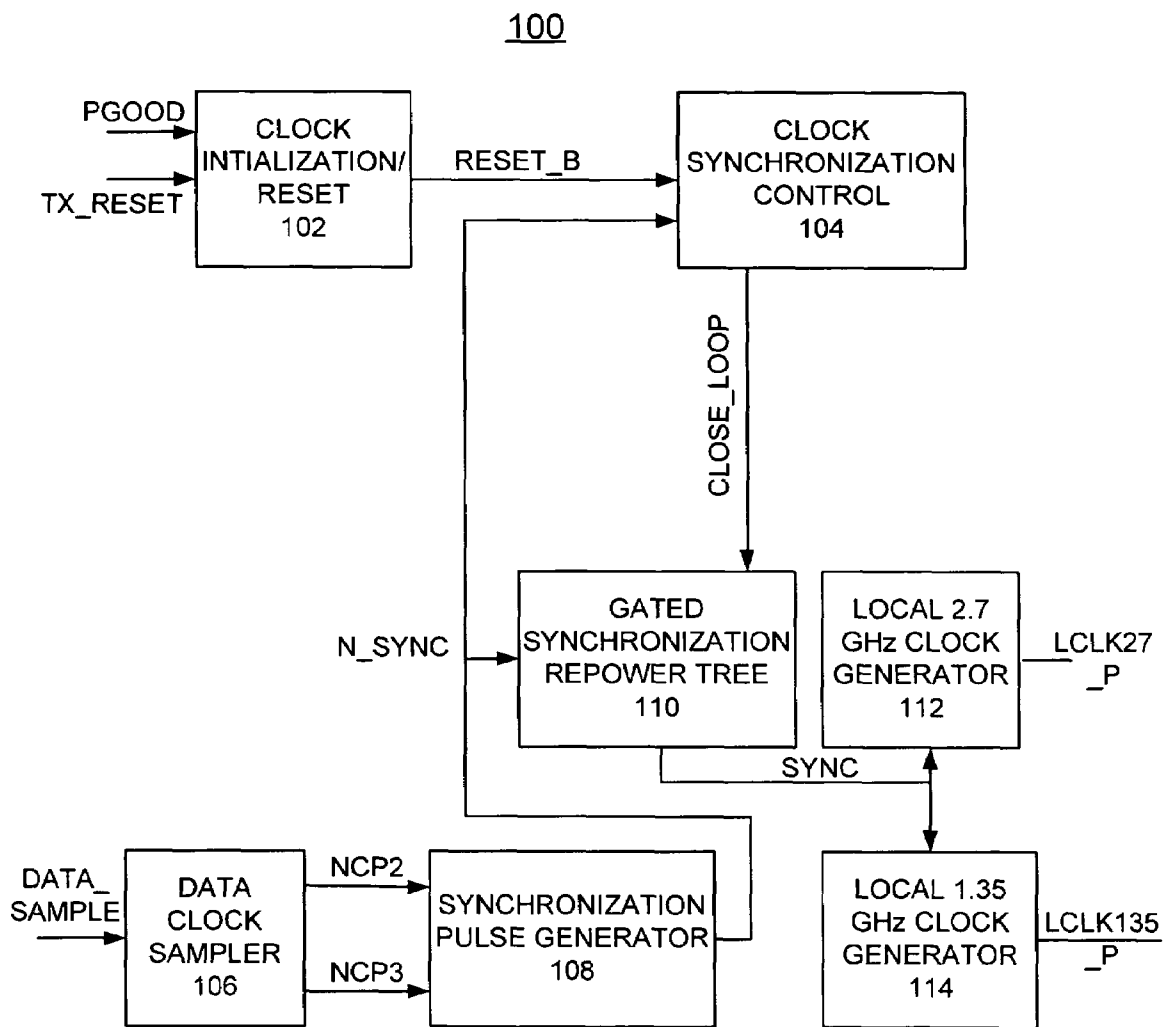 100
PGOOD
TX_RESET
CLOCK
INTIALIZATION/
RESET
102
RESET_B
CLOCK
SYNCHRONIZATION
CONTROL
104
CLOSE_LOOP
N_SYNC
GATED
SYNCHRONIZATION
REPOWER TREE
110
LOCAL 2.7
GHz CLOCK
GENERATOR
112
LCLK27
_P
SYNC
DATA_
SAMPLE
DATA
CLOCK
SAMPLER
106
NCP2
NCP3
SYNCHRONIZATION
PULSE GENERATOR
108
LOCAL 1.35
GHz CLOCK
GENERATOR
114
LCLK135
_P